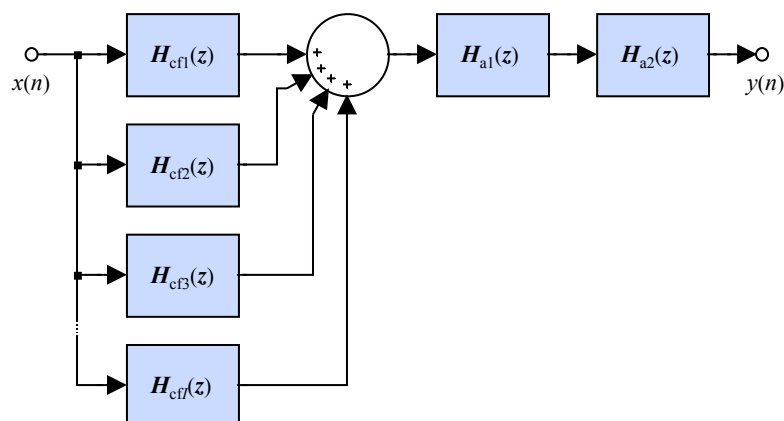 H_cf1(z)
H_a1(z)
H_a2(z)
x(n)
y(n)
+
+
+
+
H_cf2(z)
H_cf3(z)
H_cfI(z)